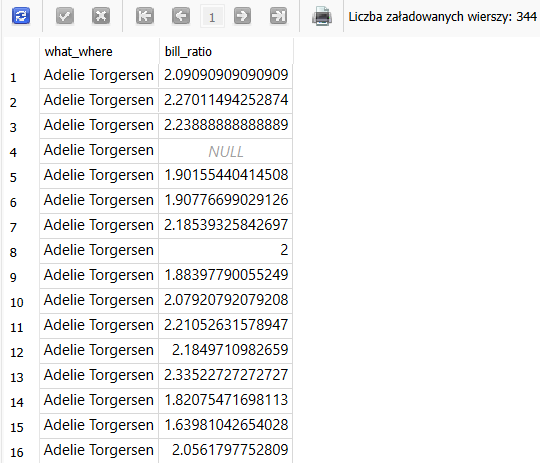 1 Liczba załadowanych wierszy: 344
what_where bill_ratio
1 Adelie Torgersen 2.09090909090909
2 Adelie Torgersen 2.27011494252874
3 Adelie Torgersen 2.23888888888889
4 Adelie Torgersen NULL
5 Adelie Torgersen 1.90155440414508
6 Adelie Torgersen 1.90776699029126
7 Adelie Torgersen 2.18539325842697
8 Adelie Torgersen 2
9 Adelie Torgersen 1.88397790055249
10 Adelie Torgersen 2.07920792079208
11 Adelie Torgersen 2.21052631578947
12 Adelie Torgersen 2.1849710982659
13 Adelie Torgersen 2.33522727272727
14 Adelie Torgersen 1.82075471698113
15 Adelie Torgersen 1.63981042654028
16 Adelie Torgersen 2.0561797752809